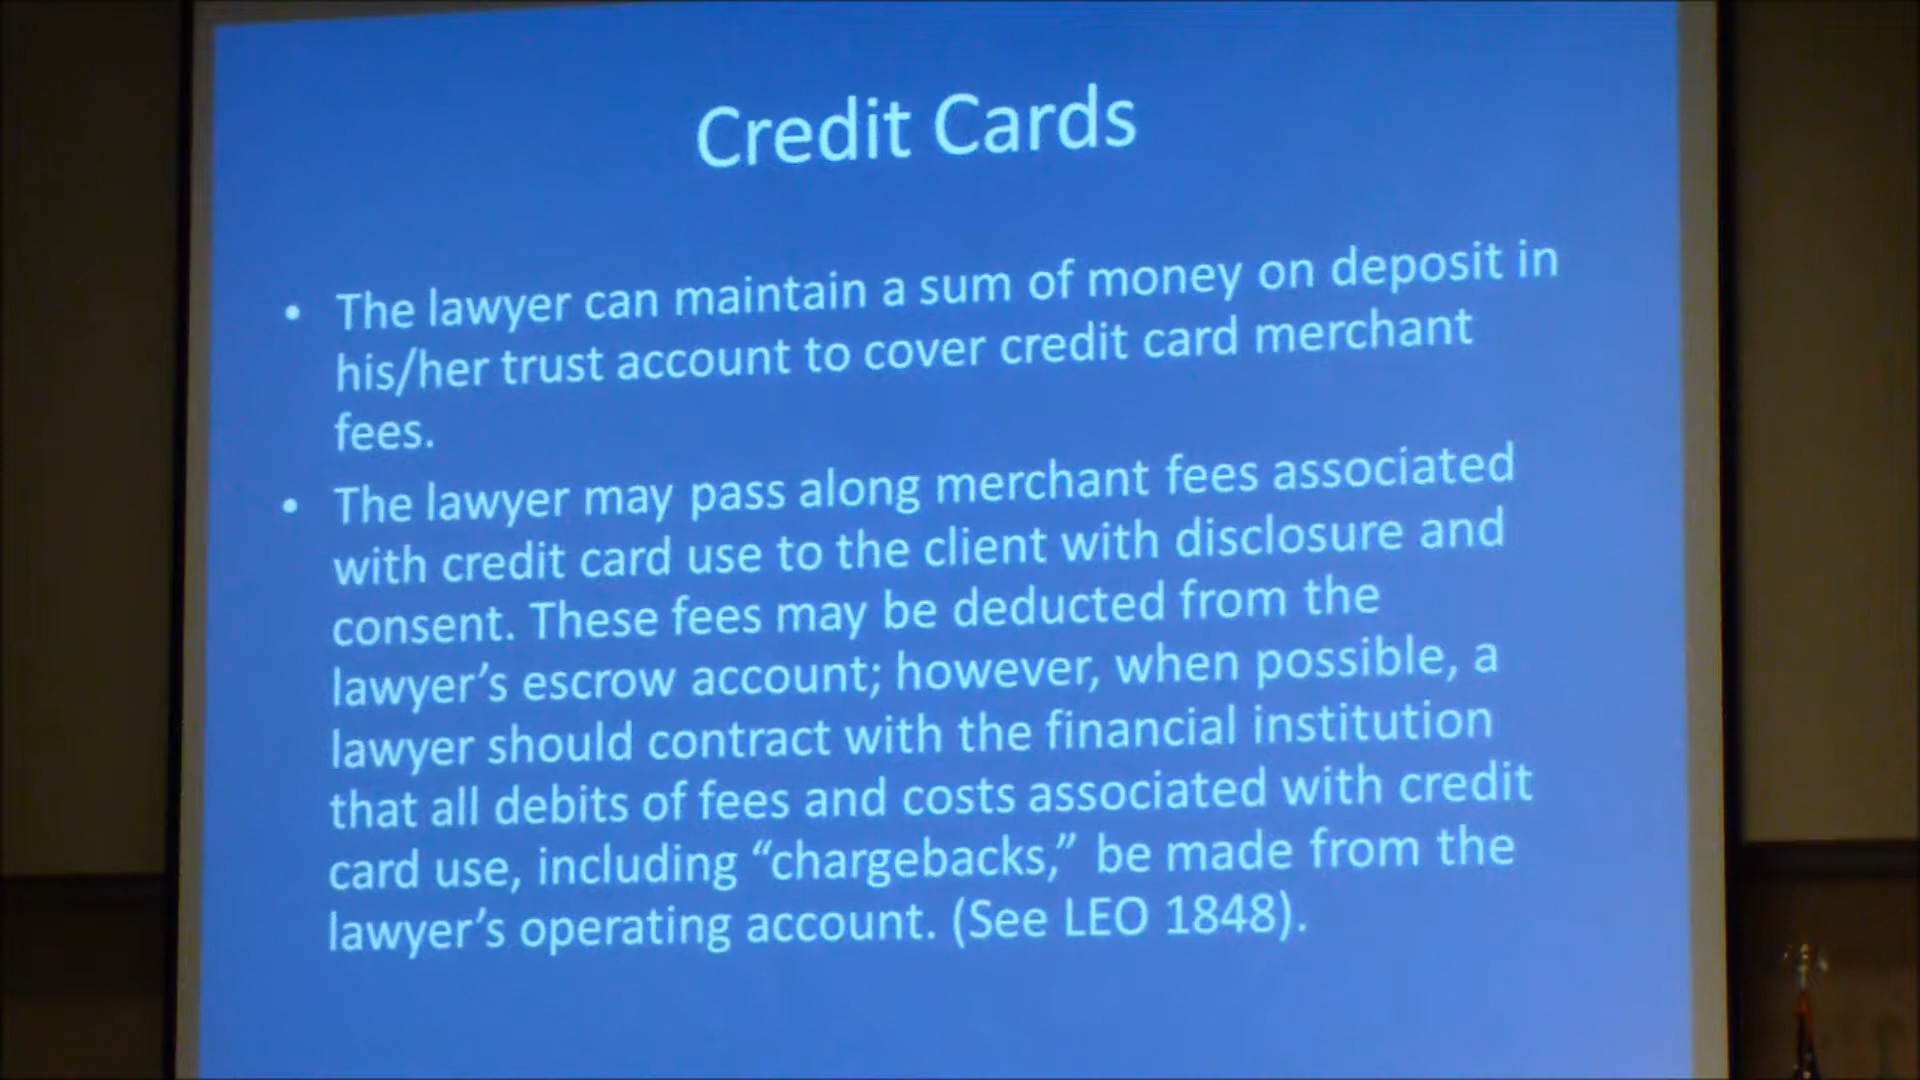 Credit Cards
• The lawyer can maintain a sum of money on deposit in
his/her trust account to cover credit card merchant
fees.
• The lawyer may pass along merchant fees associated
with credit card use to the client with disclosure and
consent. These fees may be deducted from the
lawyer’s escrow account; however, when possible, a
lawyer should contract with the financial institution
that all debits of fees and costs associated with credit
card use, including “chargebacks,” be made from the
lawyer’s operating account. (See LEO 1848).